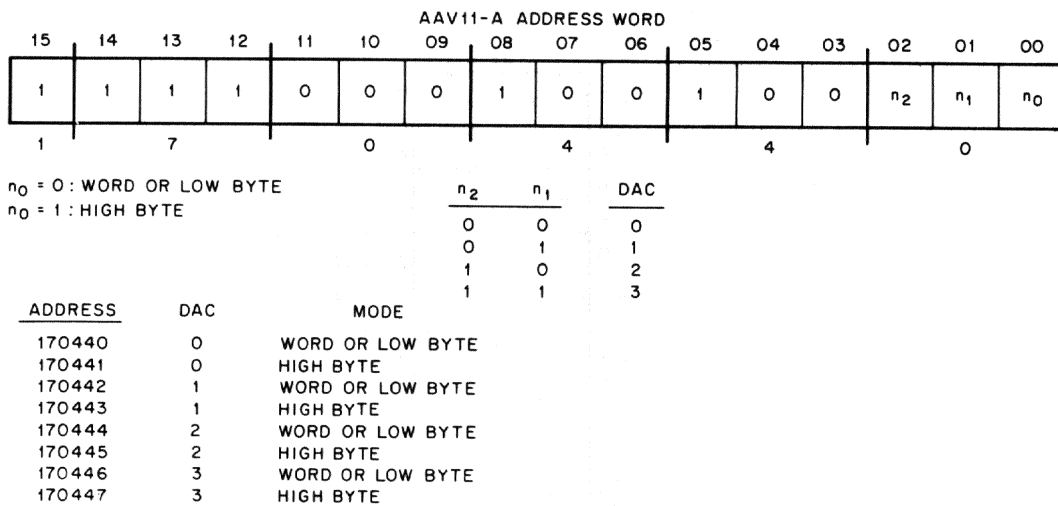 AAV11-A ADDRESS WORD
15 14 13 12 11 10 09 08 07 06 05 04 03 02 01 00
1 1 1 1 0 0 0 1 0 0 1 0 0 n2 n1 n0
1 7 0 4 4 0
n0 = 0: WORD OR LOW BYTE
n0 = 1: HIGH BYTE
n2 n1 DAC
0 0 0
0 1 1
1 0 2
1 1 3
ADDRESS DAC MODE
170440 0 WORD OR LOW BYTE
170441 0 HIGH BYTE
170442 1 WORD OR LOW BYTE
170443 1 HIGH BYTE
170444 2 WORD OR LOW BYTE
170445 2 HIGH BYTE
170446 3 WORD OR LOW BYTE
170447 3 HIGH BYTE